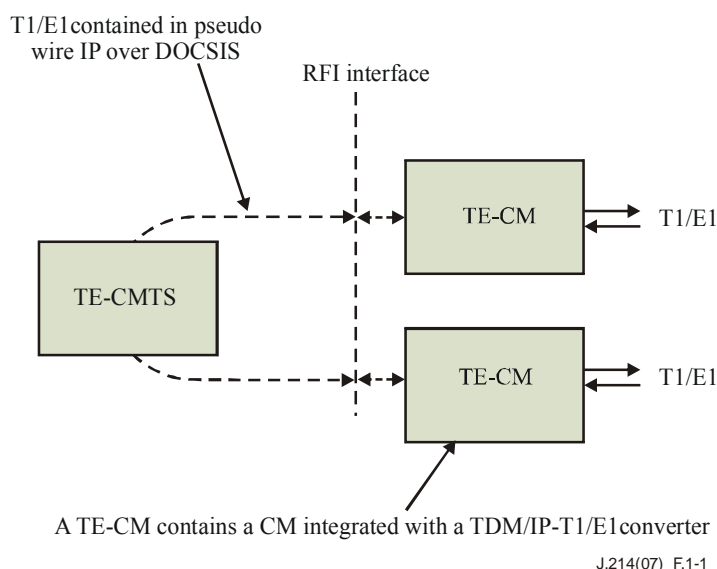 T1/E1contained in pseudo
wire IP over DOCSIS
RFI interface
TE-CM
T1/E1
TE-CMTS
TE-CM
T1/E1
A TE-CM contains a CM integrated with a TDM/IP-T1/E1converter
J.214(07)_F.1-1